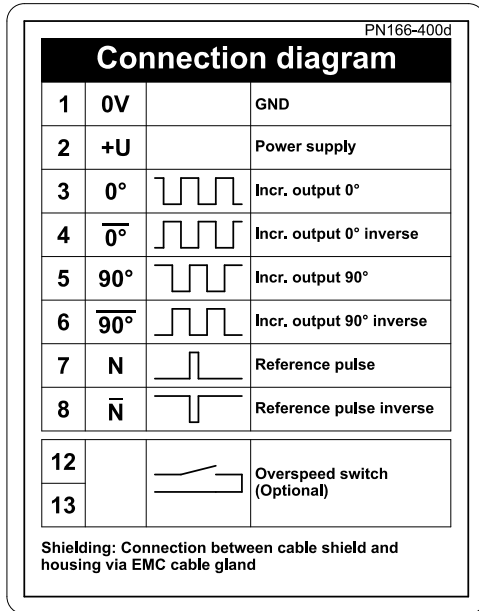 PN166-400d
Connection diagram
1 0V GND
2 +U Power supply
3 0° Incr. output 0°
4 0̅° Incr. output 0° inverse
5 90° Incr. output 90°
6 9̅0̅° Incr. output 90° inverse
7 N Reference pulse
8 N̅ Reference pulse inverse
12
13
Overspeed switch
(Optional)
Shielding: Connection between cable shield and
housing via EMC cable gland